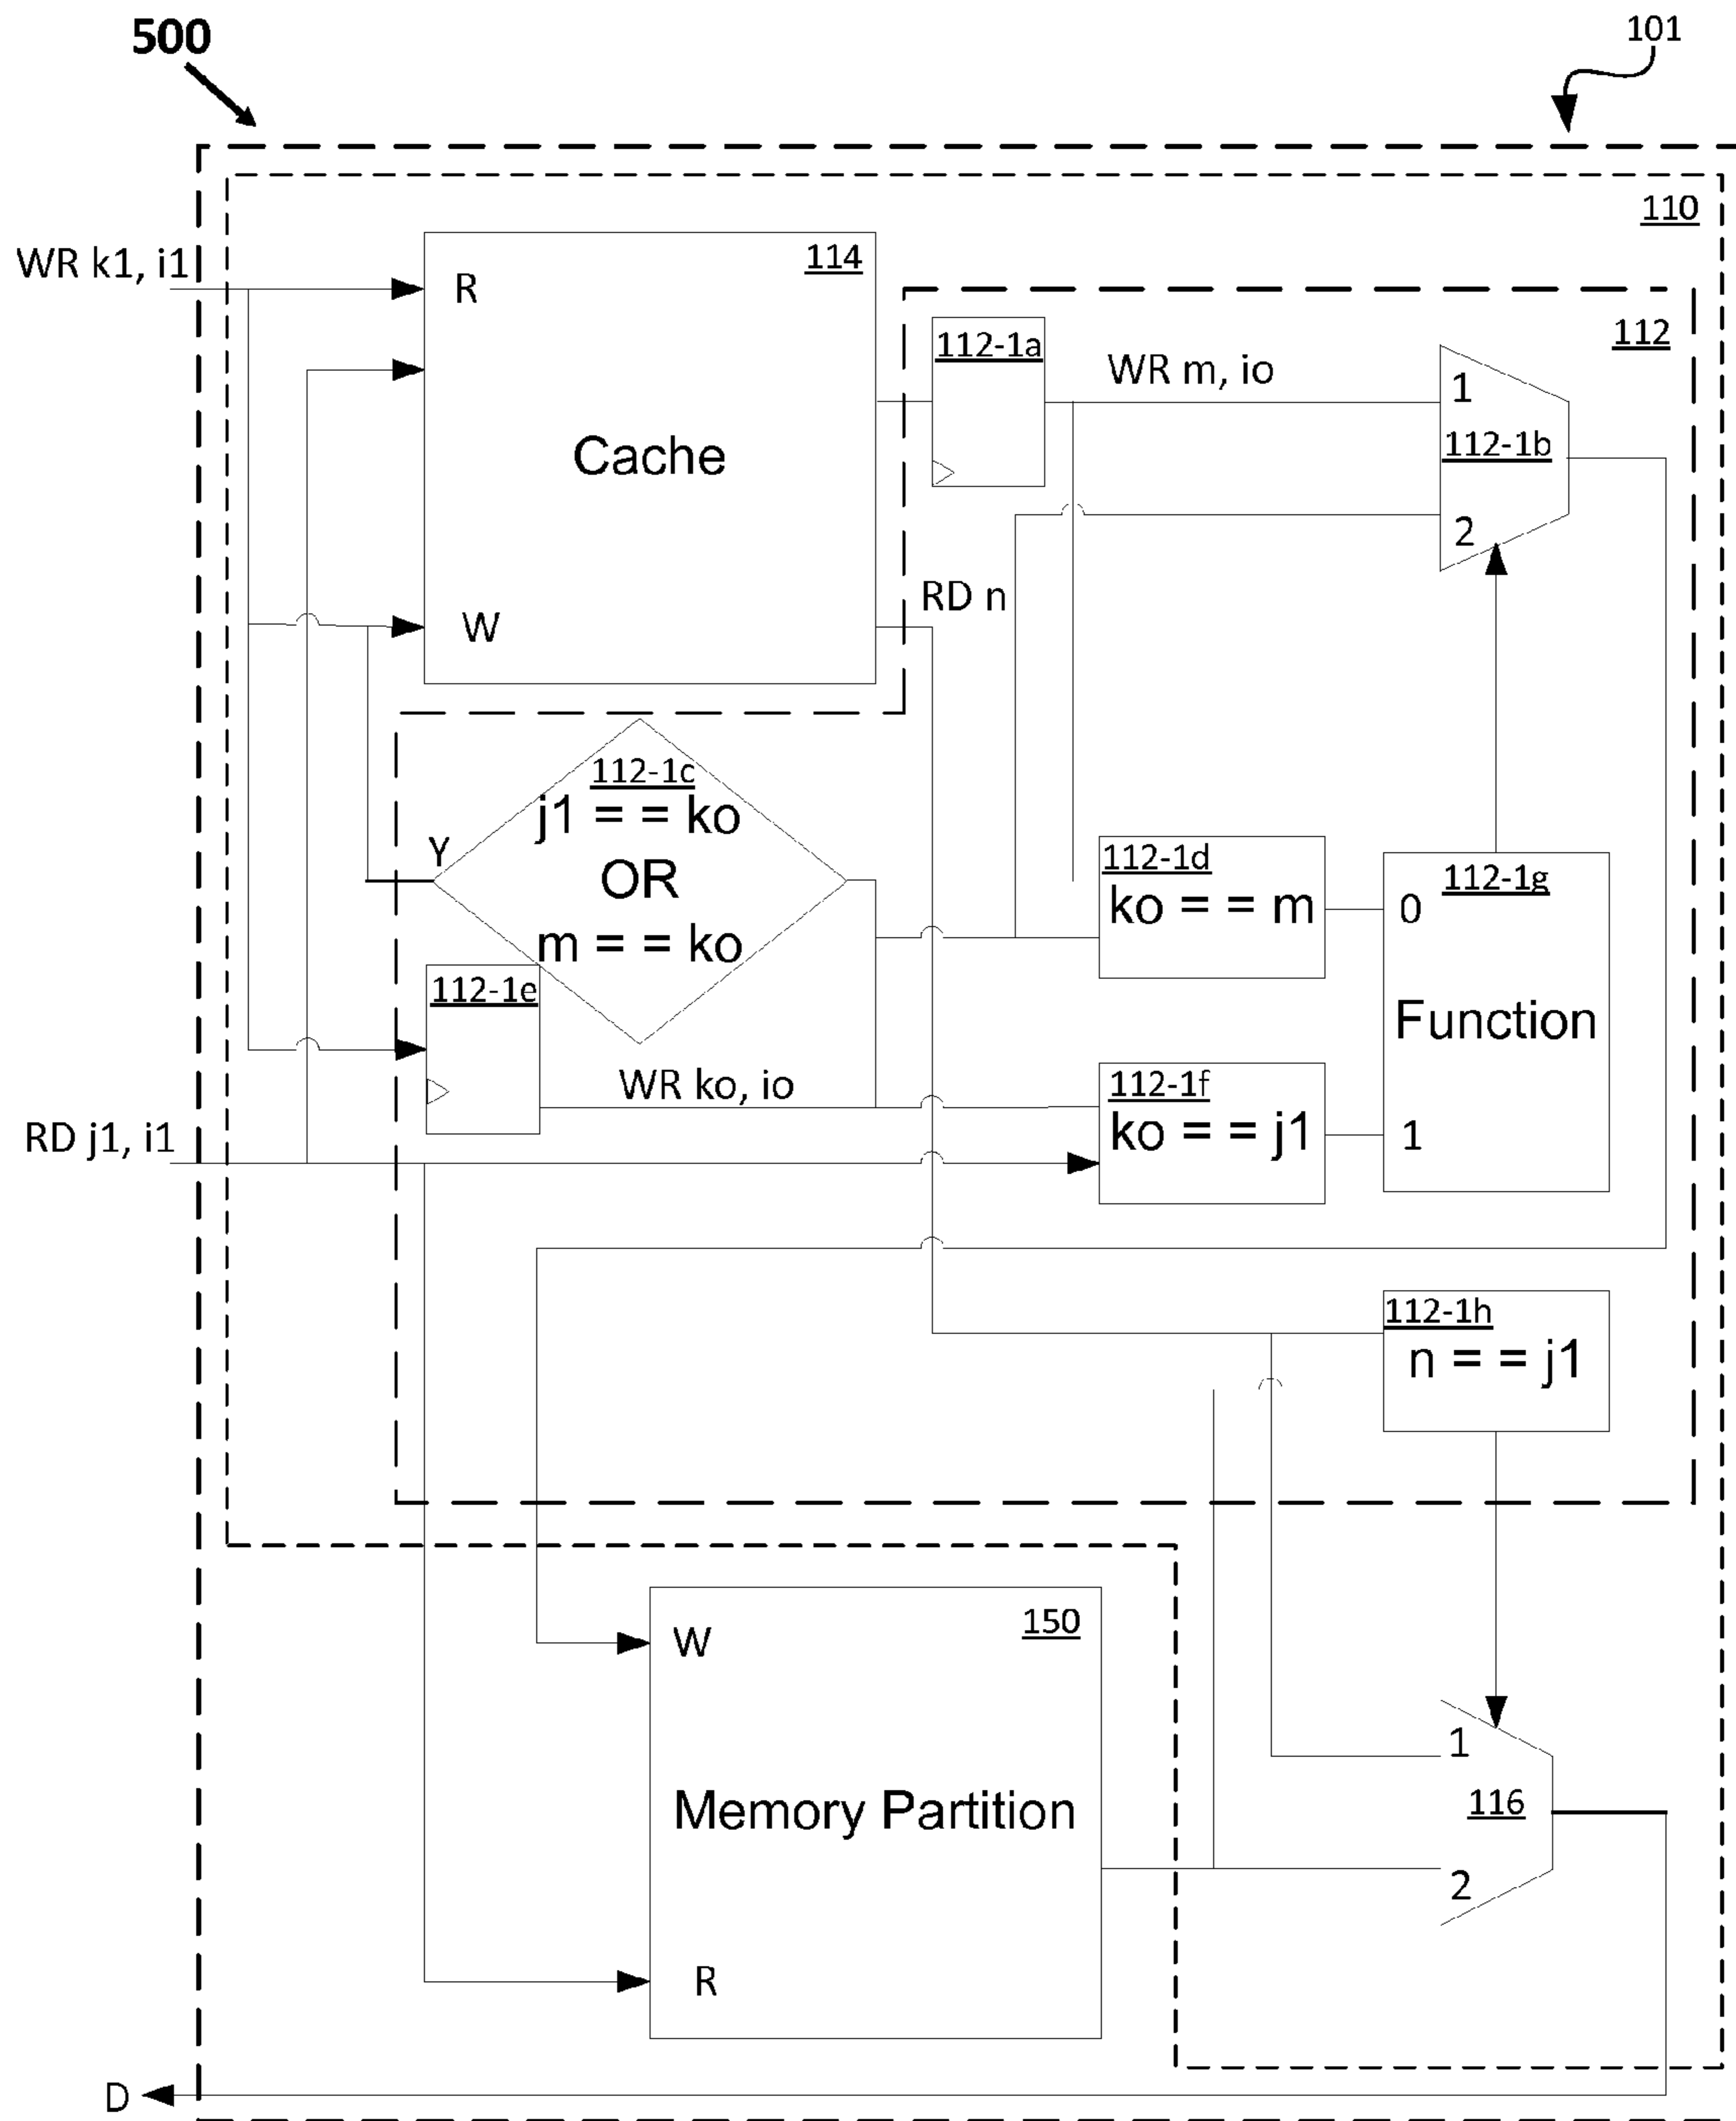 500
101
110
WR k1, i1
114
R
112
112-1a
WR m, io
1
Cache
112-1b
2
RD n
W
112-1c
j1 = = ko
Y
OR
m = = ko
112-1d
ko = = m
112-1g
0
Function
112-1e
WR ko, io
112-1f
ko = = j1
1
RD j1, i1
112-1h
n = = j1
150
W
Memory Partition
R
1
116
2
D